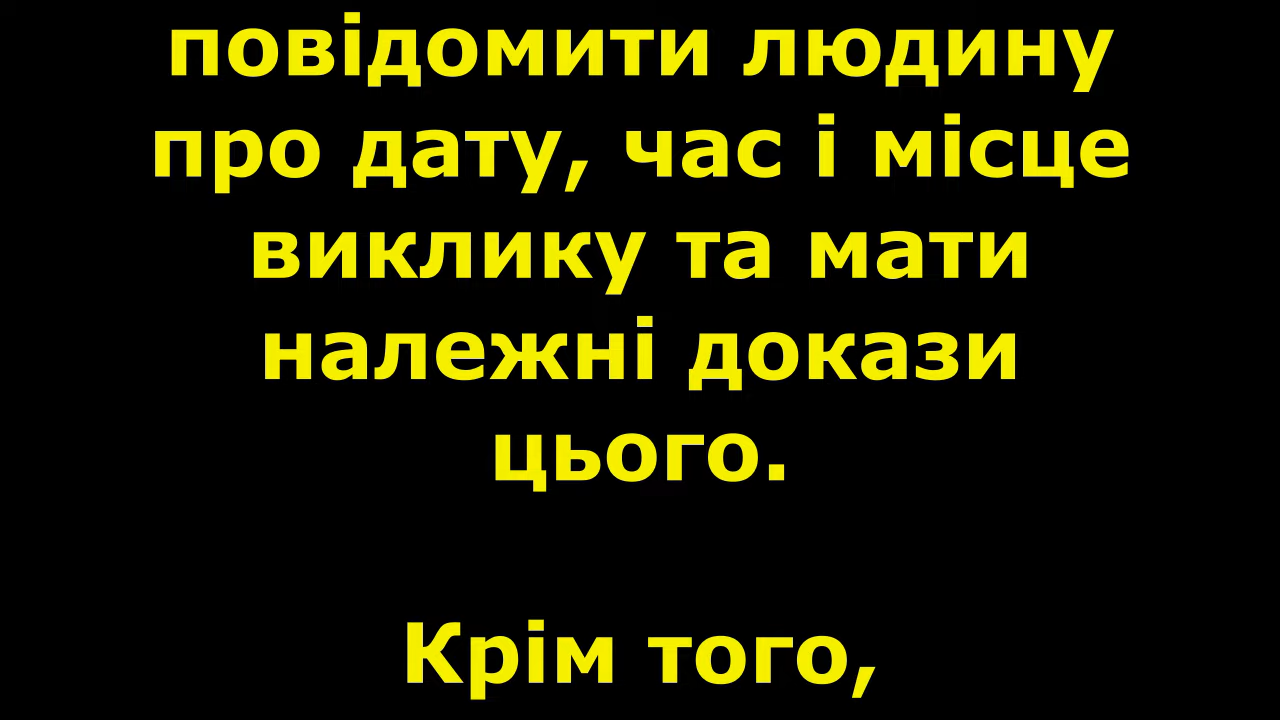 повідомити людину
про дату, час і місце
виклику та мати
належні докази
цього.
Крім того,